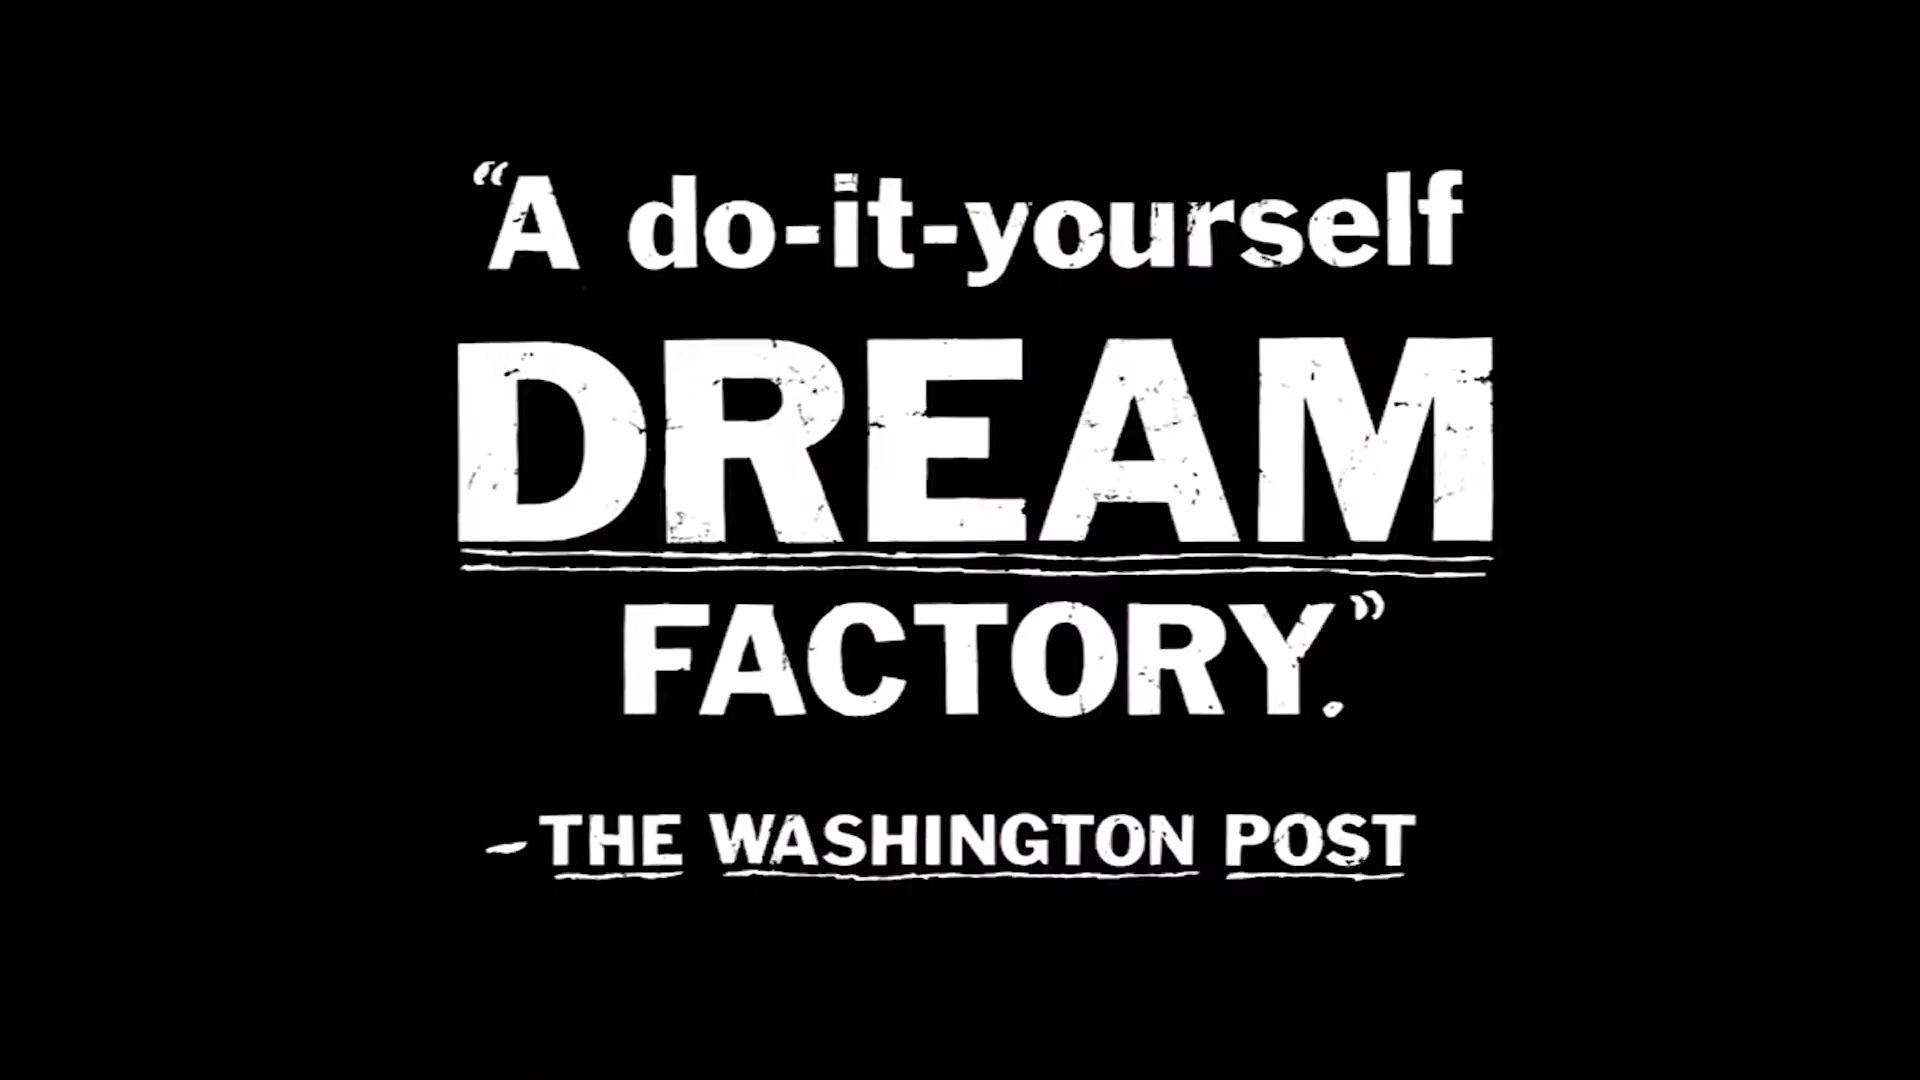 “A do-it-yourself
DREAM
FACTORY.”
- THE WASHINGTON POST